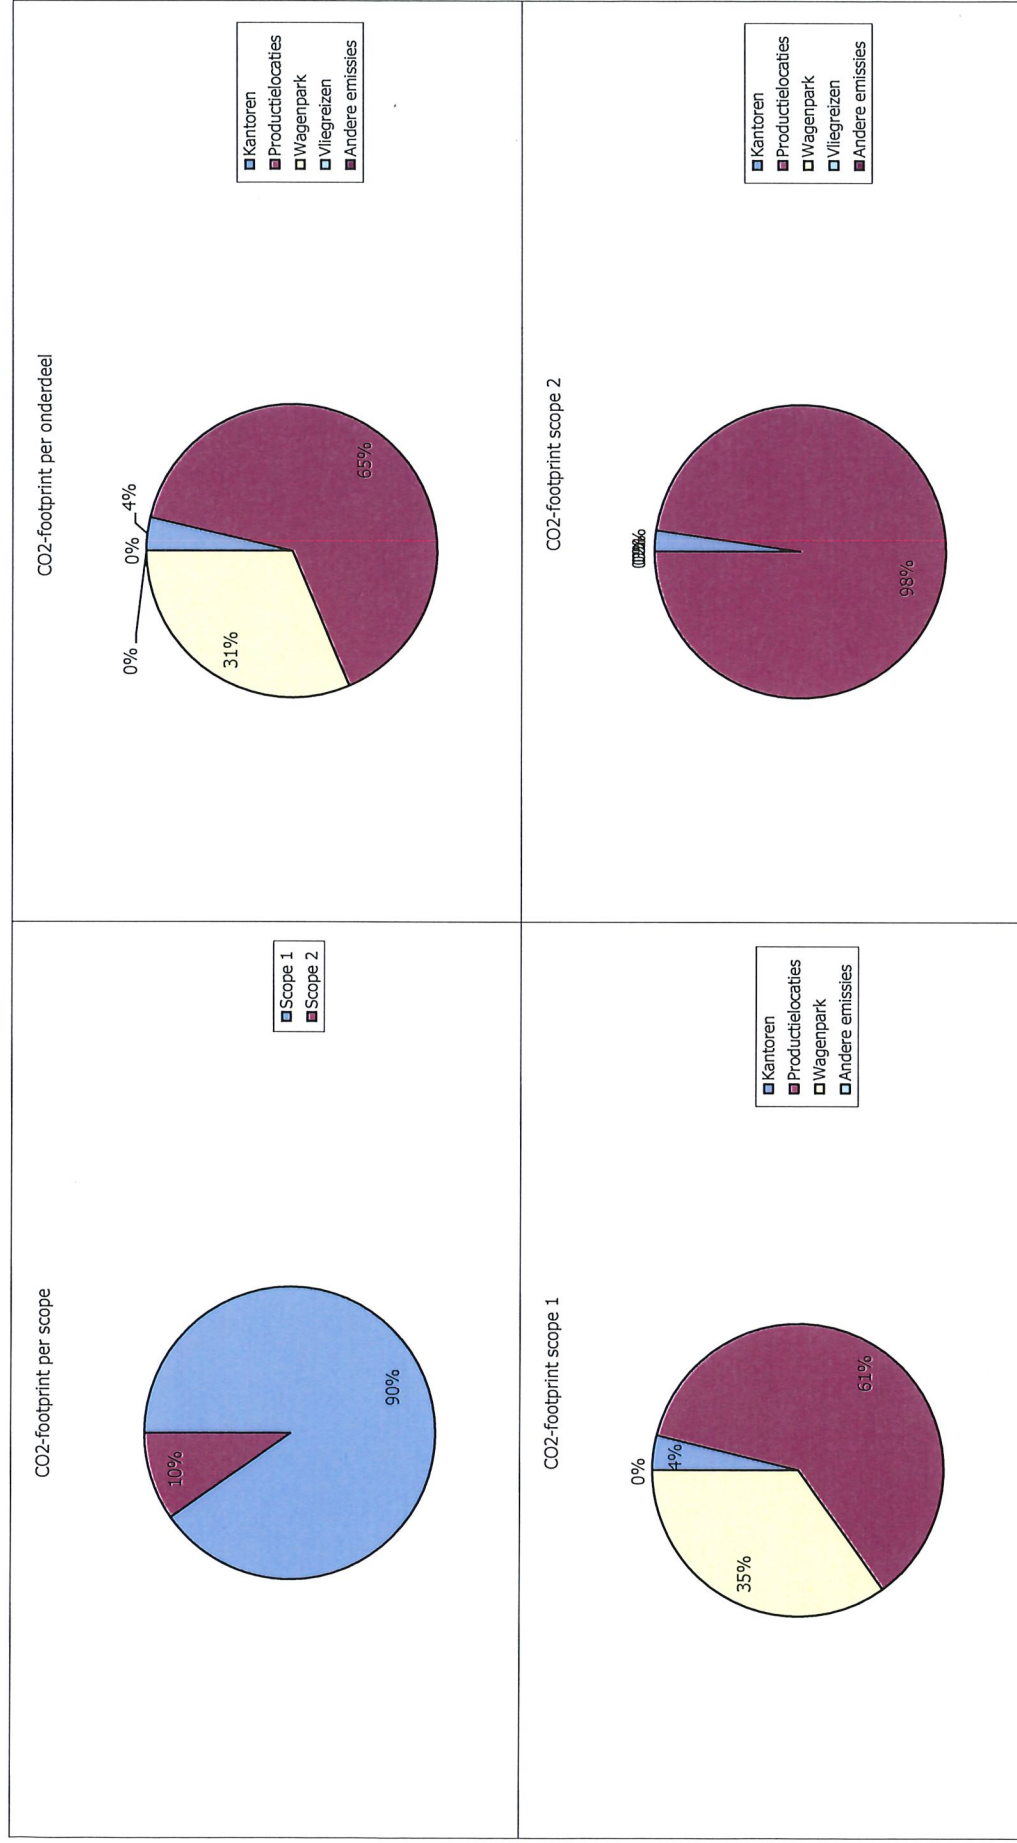 CO2-footprint per scope
10%
90%
Scope 1
Scope 2
CO2-footprint per onderdeel
0%
0%
4%
31%
65%
Kantoren
Productielocaties
Wagenpark
Vliegreizen
Andere emissies
CO2-footprint scope 1
0%
4%
35%
61%
Kantoren
Productielocaties
Wagenpark
Andere emissies
CO2-footprint scope 2
98%
Kantoren
Productielocaties
Wagenpark
Vliegreizen
Andere emissies